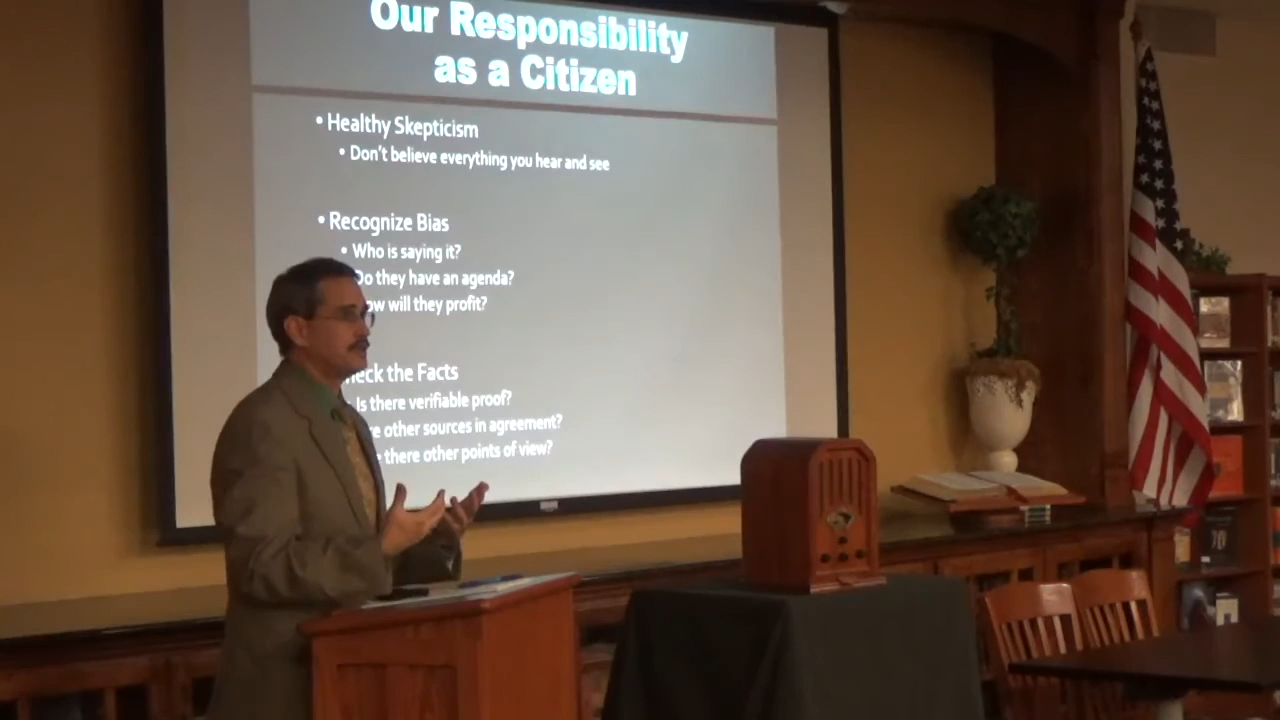 Our Responsibility
as a Citizen
• Healthy Skepticism
• Don't believe everything you hear and see
• Recognize Bias
• Who is saying it?
Do they have an agenda?
will they profit?
the Facts
Is there verifiable proof?
other sources in agreement?
there other points of view?